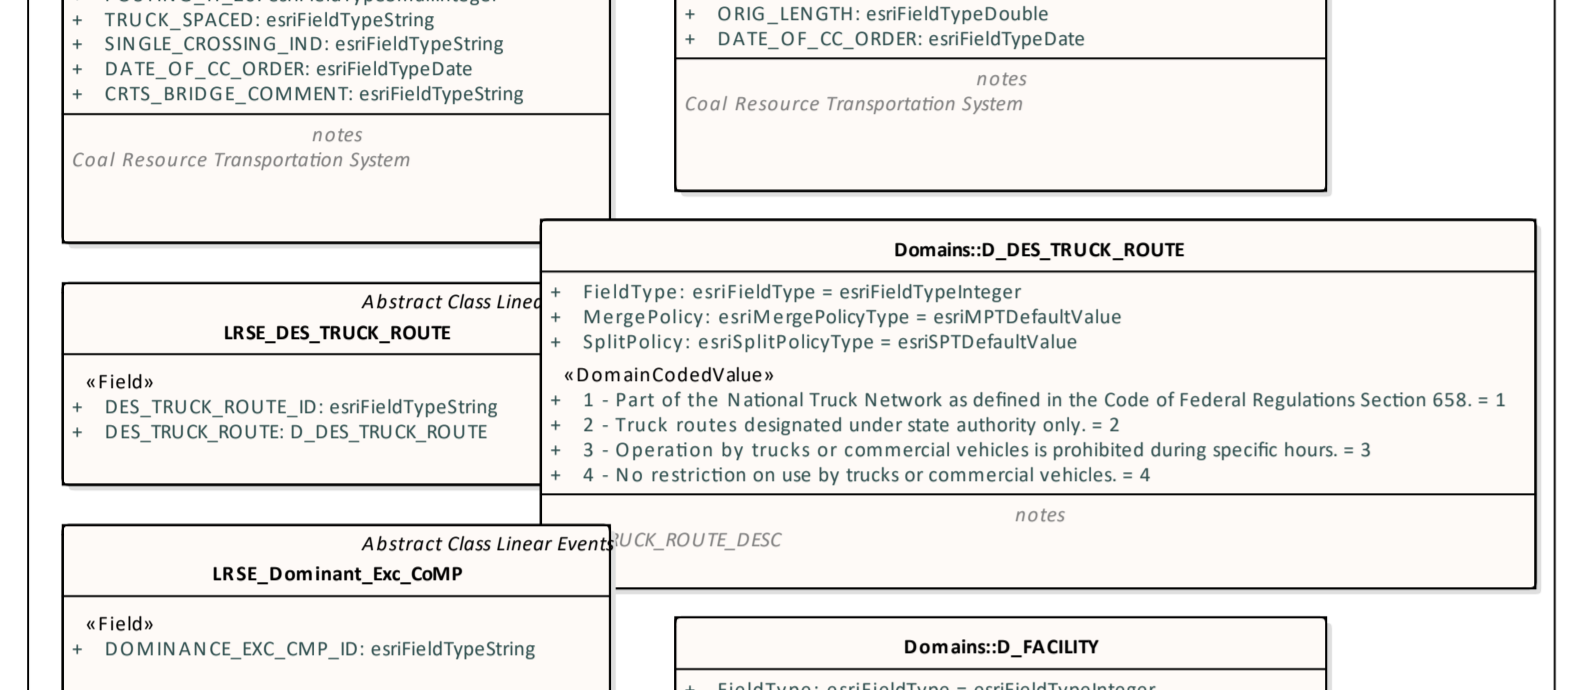 + TRUCK_SPACED: esriFieldTypeString
+ SINGLE_CROSSING_IND: esriFieldTypeString
+ DATE_OF_CC_ORDER: esriFieldTypeDate
+ CRTS_BRIDGE_COMMENT: esriFieldTypeString
notes
Coal Resource Transportation System
+ ORIG_LENGTH: esriFieldTypeDouble
+ DATE_OF_CC_ORDER: esriFieldTypeDate
notes
Coal Resource Transportation System
Abstract Class Linea
LRSE_DES_TRUCK_ROUTE
«Field»
+ DES_TRUCK_ROUTE_ID: esriFieldTypeString
+ DES_TRUCK_ROUTE: D_DES_TRUCK_ROUTE
Domains::D_DES_TRUCK_ROUTE
+ FieldType: esriFieldType = esriFieldTypeInteger
+ MergePolicy: esriMergePolicyType = esriMPTDefaultValue
+ SplitPolicy: esriSplitPolicyType = esriSPTDefaultValue
«DomainCodedValue»
+ 1 - Part of the National Truck Network as defined in the Code of Federal Regulations Section 658. = 1
+ 2 - Truck routes designated under state authority only. = 2
+ 3 - Operation by trucks or commercial vehicles is prohibited during specific hours. = 3
+ 4 - No restriction on use by trucks or commercial vehicles. = 4
notes
RUCK_ROUTE_DESC
Abstract Class Linear Events
LRSE_Dominant_Exc_CoMP
«Field»
+ DOMINANCE_EXC_CMP_ID: esriFieldTypeString
Domains::D_FACILITY
+ FieldType: esriFieldType = esriFieldTypeInteger